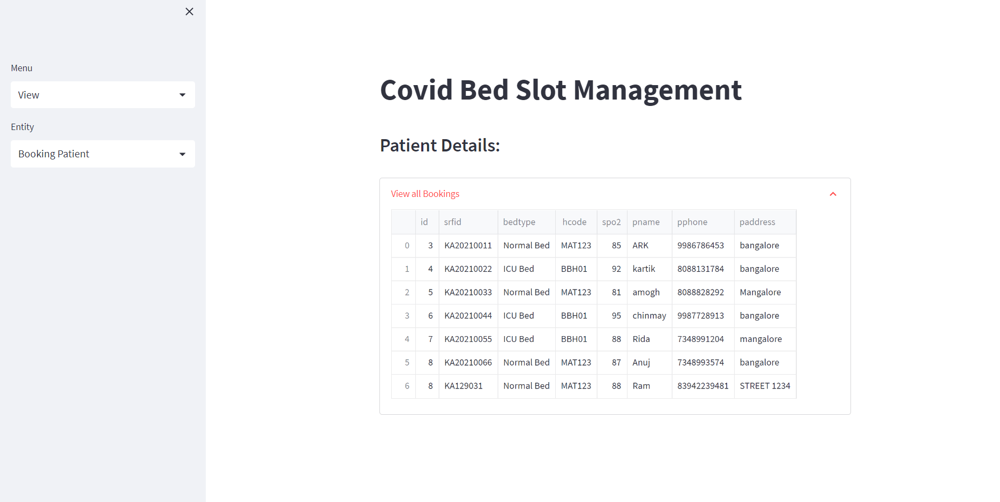 Menu
View
Entity
Booking Patient
Covid Bed Slot Management
Patient Details:
View all Bookings
id srfid bedtype hcode spo2 pname pphone paddress
0 3 KA20210011 Normal Bed MAT123 85 ARK 9986786453 bangalore
1 4 KA20210022 ICU Bed BBH01 92 kartik 8088131784 bangalore
2 5 KA20210033 Normal Bed MAT123 81 amogh 8088828292 Mangalore
3 6 KA20210044 ICU Bed BBH01 95 chinmay 9987728913 bangalore
4 7 KA20210055 ICU Bed BBH01 88 Rida 7348991204 mangalore
5 8 KA20210066 Normal Bed MAT123 87 Anuj 7348993574 bangalore
6 8 KA129031 Normal Bed MAT123 88 Ram 83942239481 STREET 1234